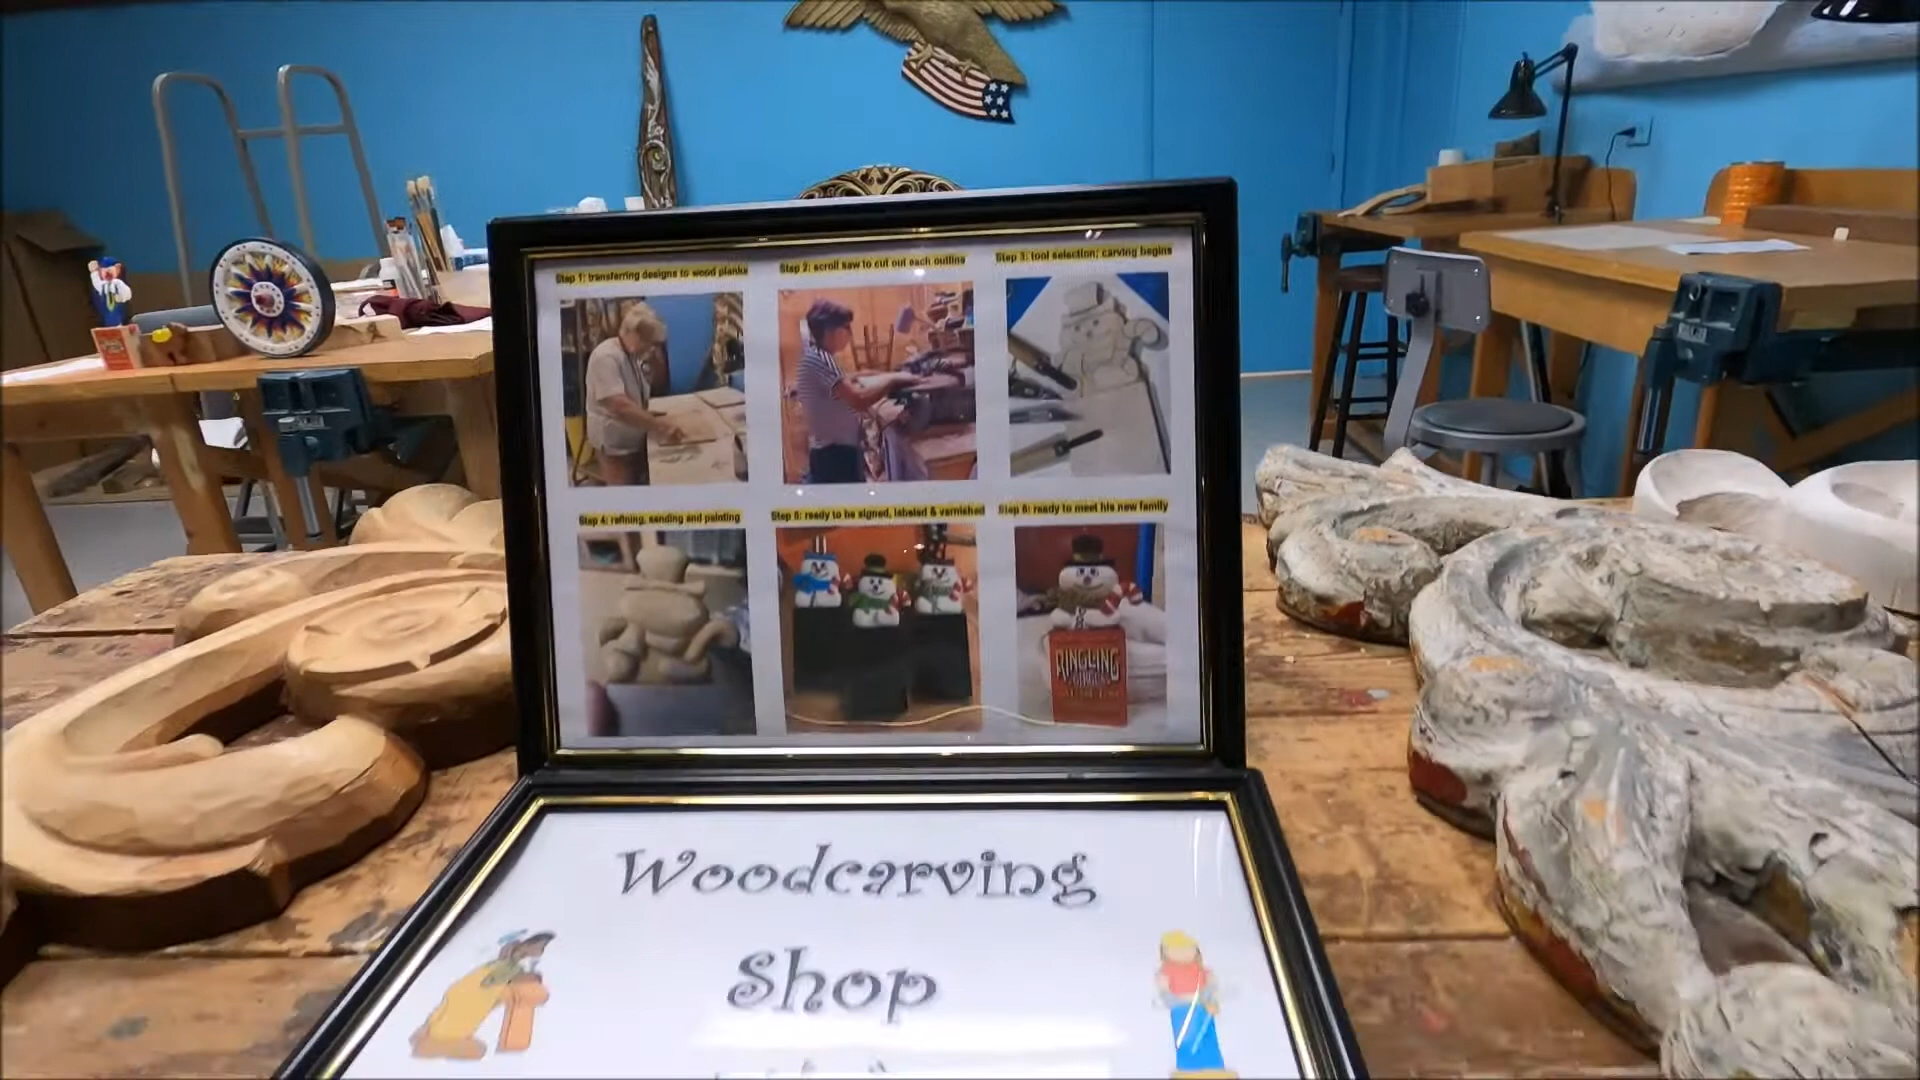 Step 1: transferring designs to wood planks
Step 2: scroll saw to cut out each outline
Step 3: tool selection; carving begins
Step 4: refining, sanding and painting
Step 5: ready to be signed, labeled & varnished
Step 6: ready to meet his new family
RINGLING
Woodcarving
Shop